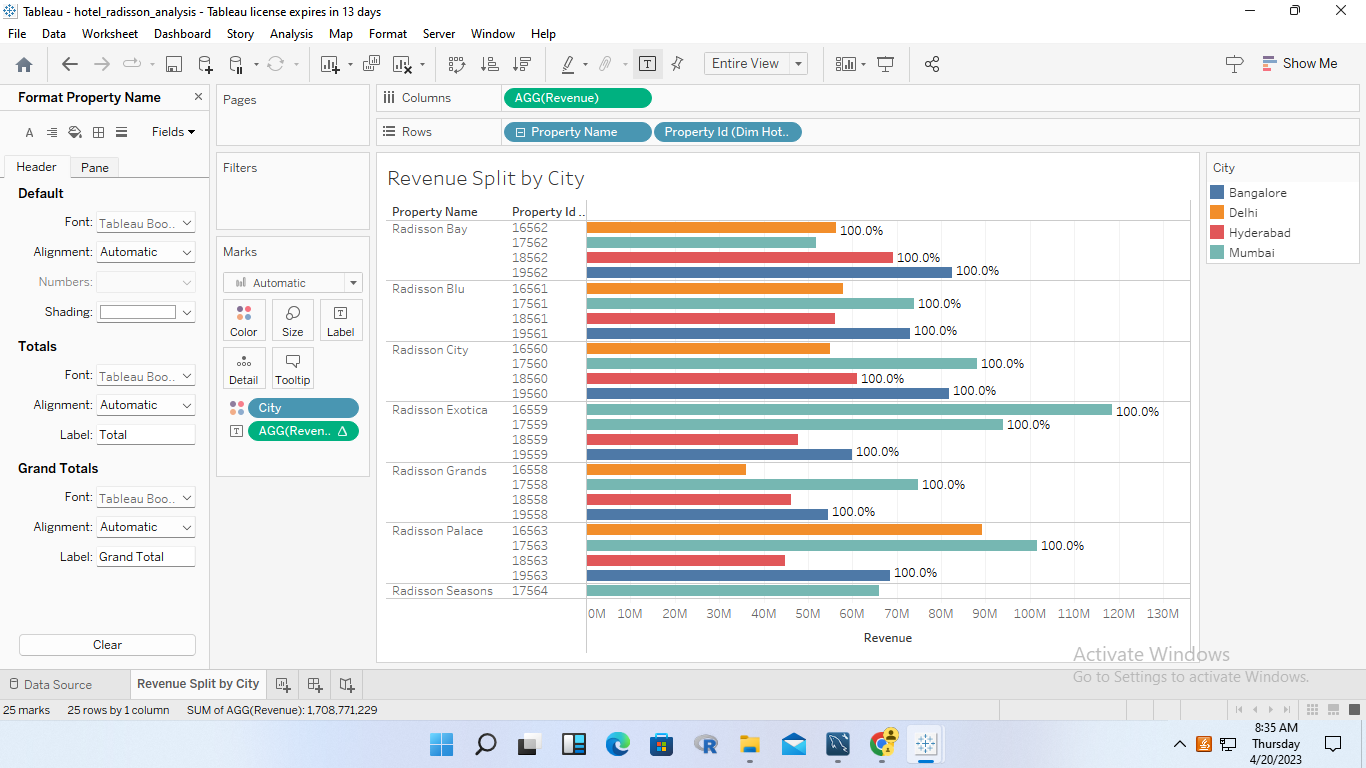 Tableau - hotel_radisson_analysis - Tableau license expires in 13 days
File Data Worksheet Dashboard Story Analysis Map Format Server Window Help
Entire View
Show Me
Format Property Name
Fields
Header Pane
Default
Font: Tableau Boo..
Alignment: Automatic
Numbers:
Shading:
Totals
Font: Tableau Boo..
Alignment: Automatic
Label: Total
Grand Totals
Font: Tableau Boo..
Alignment: Automatic
Label: Grand Total
Clear
Pages
Filters
Marks
Automatic
Color Size Label
Detail Tooltip
City
AGG(Reven..
Columns AGG(Revenue)
Rows Property Name Property Id (Dim Hot..
Revenue Split by City
Property Name Property Id ..
Radisson Bay 16562 100.0%
17562
18562 100.0%
19562 100.0%
Radisson Blu 16561
17561 100.0%
18561
19561 100.0%
Radisson City 16560
17560 100.0%
18560 100.0%
19560 100.0%
Radisson Exotica 16559 100.0%
17559 100.0%
18559
19559 100.0%
Radisson Grands 16558
17558 100.0%
18558
19558 100.0%
Radisson Palace 16563
17563 100.0%
18563
19563 100.0%
Radisson Seasons 17564
0M 10M 20M 30M 40M 50M 60M 70M 80M 90M 100M 110M 120M 130M
Revenue
City
Bangalore
Delhi
Hyderabad
Mumbai
Activate Windows
Go to Settings to activate Windows.
Data Source Revenue Split by City
25 marks 25 rows by 1 column SUM of AGG(Revenue): 1,708,771,229
8:35 AM
Thursday
4/20/2023